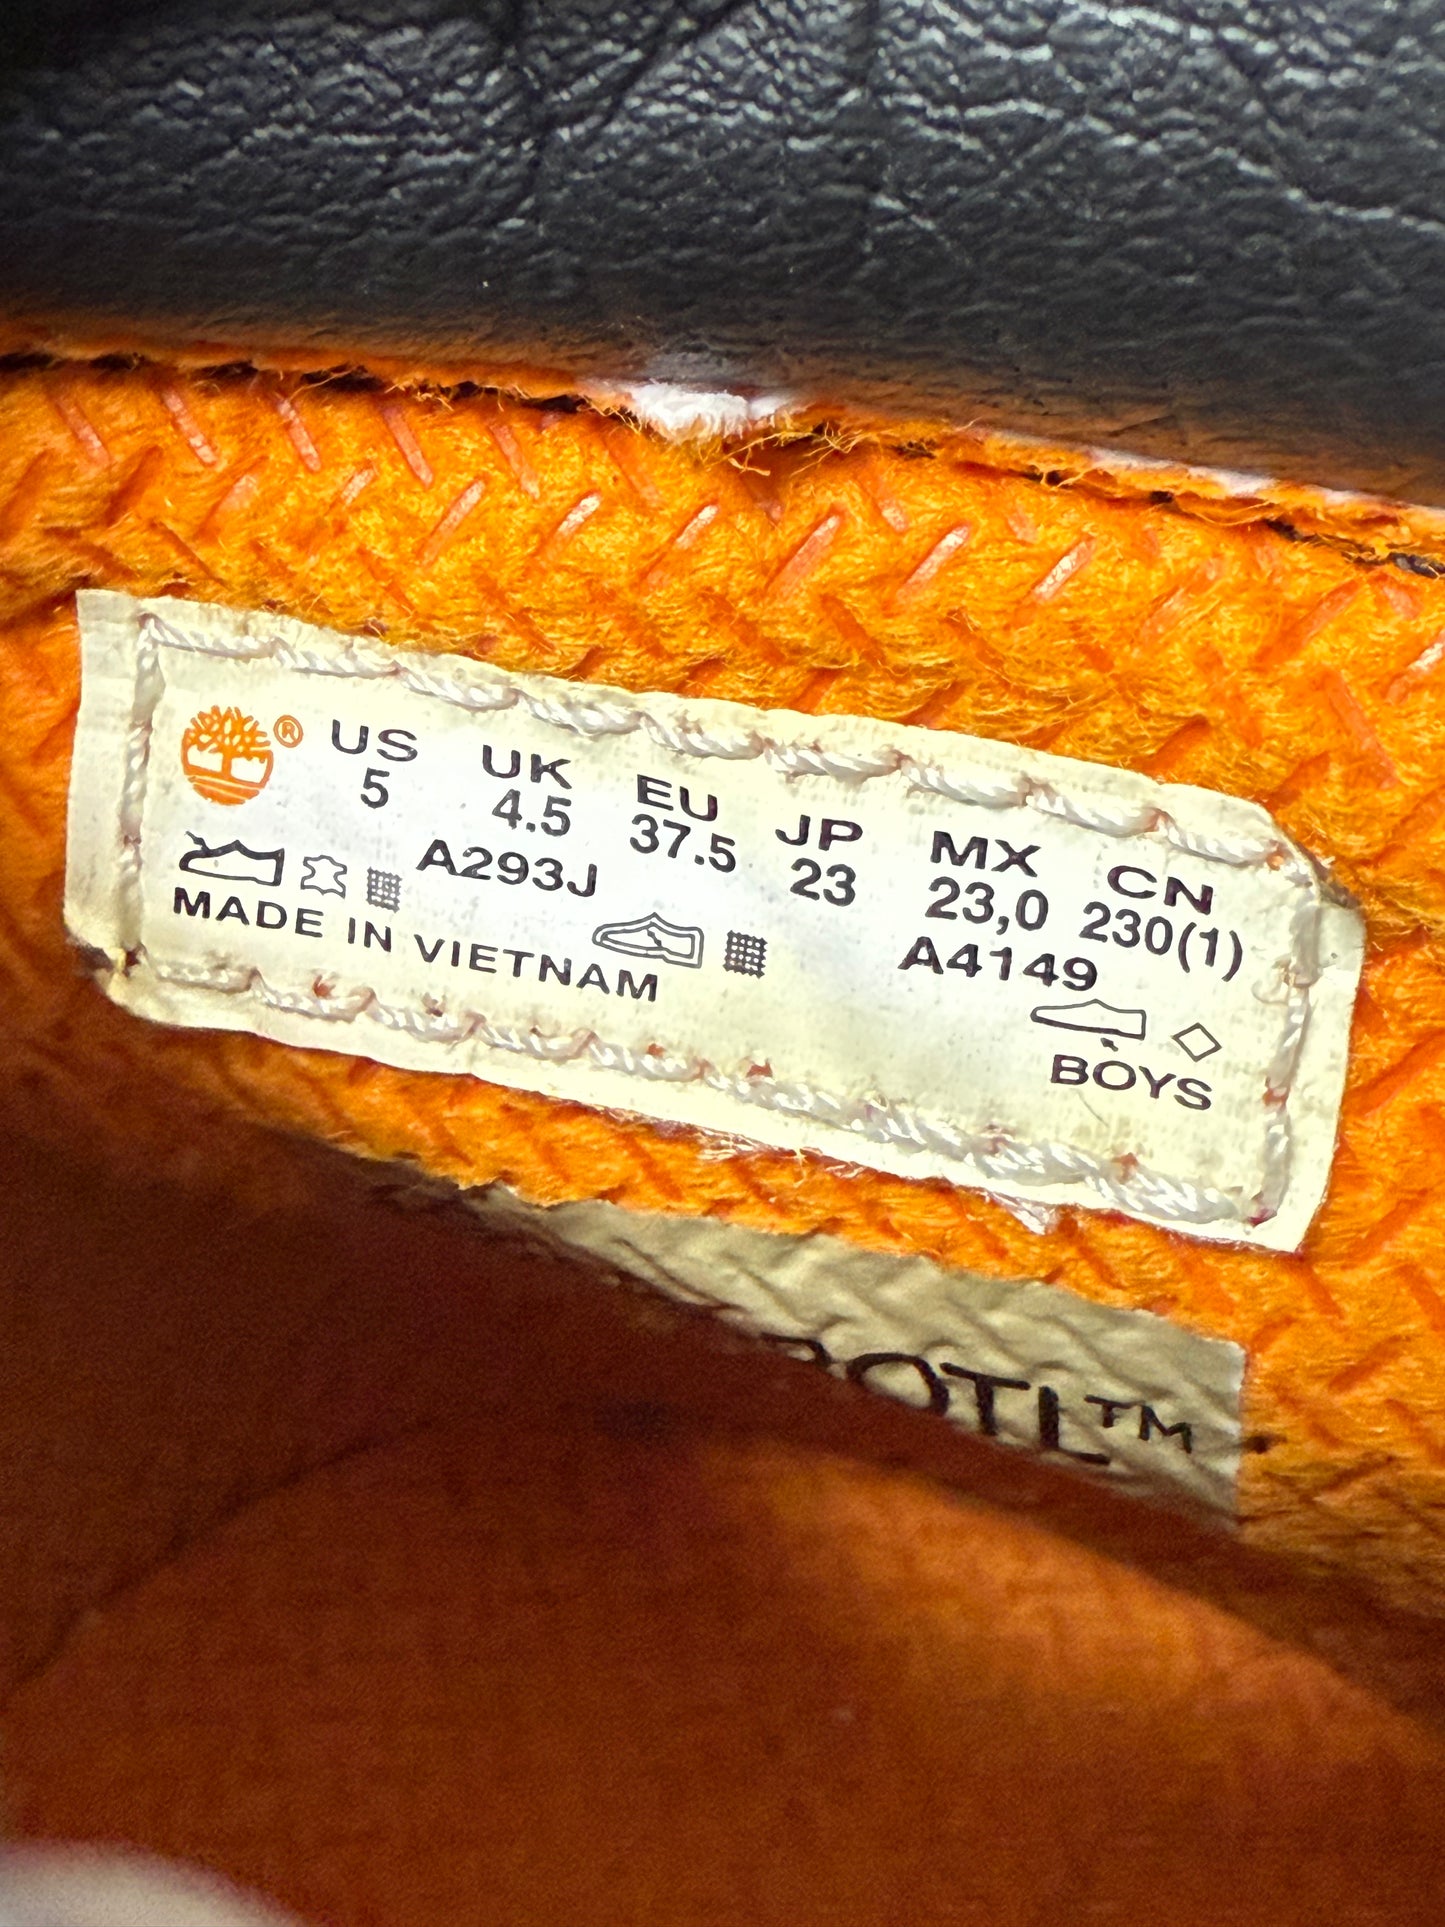 ® US UK EU JP MX CN
5 4.5 37.5 23 23,0 230(1)
A293J A4149
MADE IN VIETNAM
BOYS
OTL™